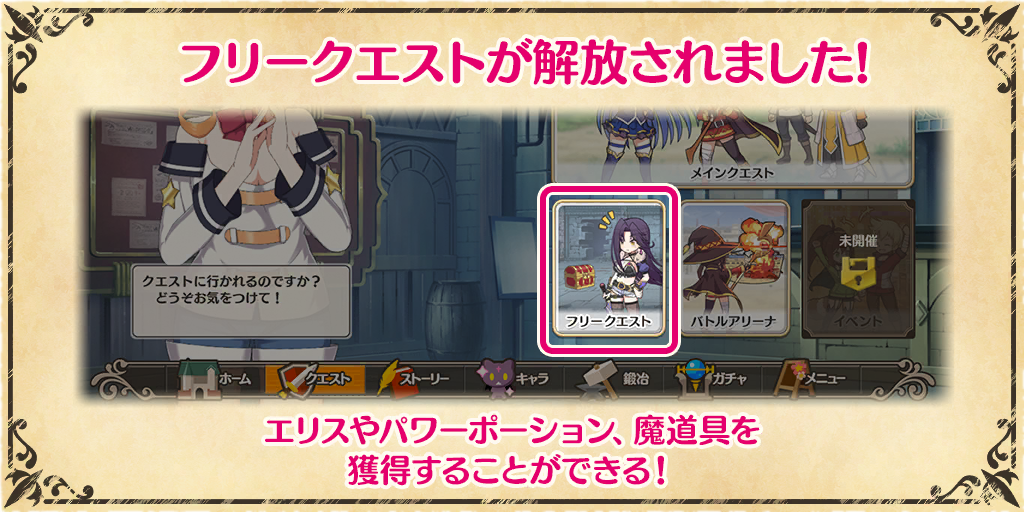 フリークエストが解放されました!
メインクエスト
クエストに行かれるのですか?
どうぞお気をつけて!
フリークエスト
バトルアリーナ
未開催
イベント
ホーム
クエスト
ストーリー
キャラ
鍛冶
ガチャ
メニュー
エリスやパワーポーション、魔道具を
獲得することができる!